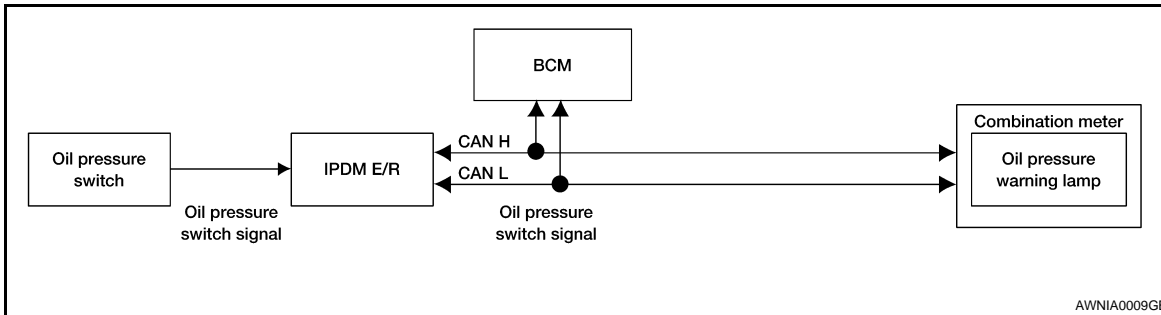 BCM
Combination meter
CAN H
Oil pressure
switch
IPDM E/R
Oil pressure
warning lamp
CAN L
Oil pressure
switch signal
Oil pressure
switch signal
AWNIA0009G